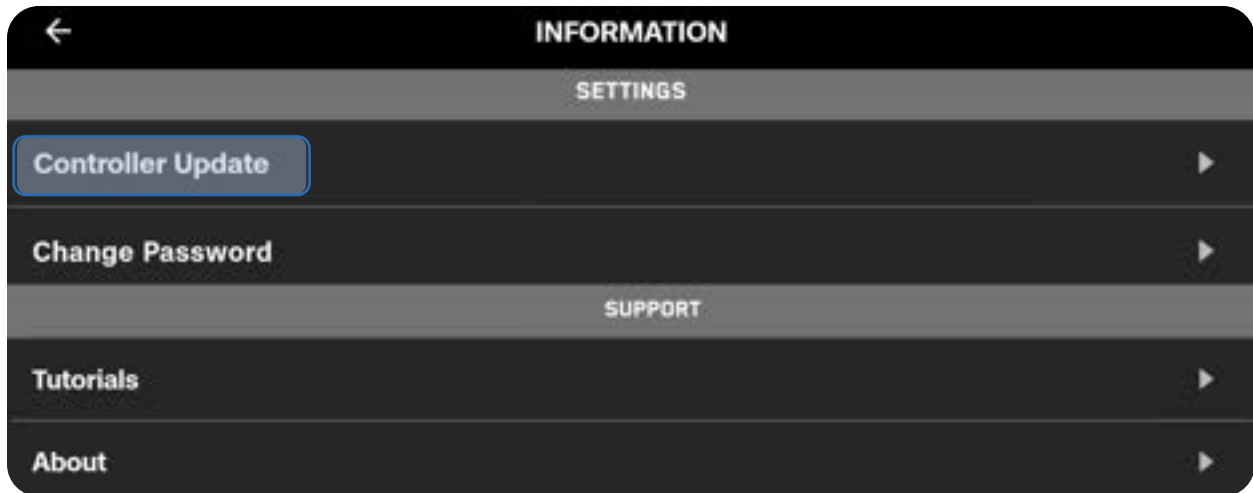 INFORMATION
SETTINGS
Controller Update
Change Password
SUPPORT
Tutorials
About